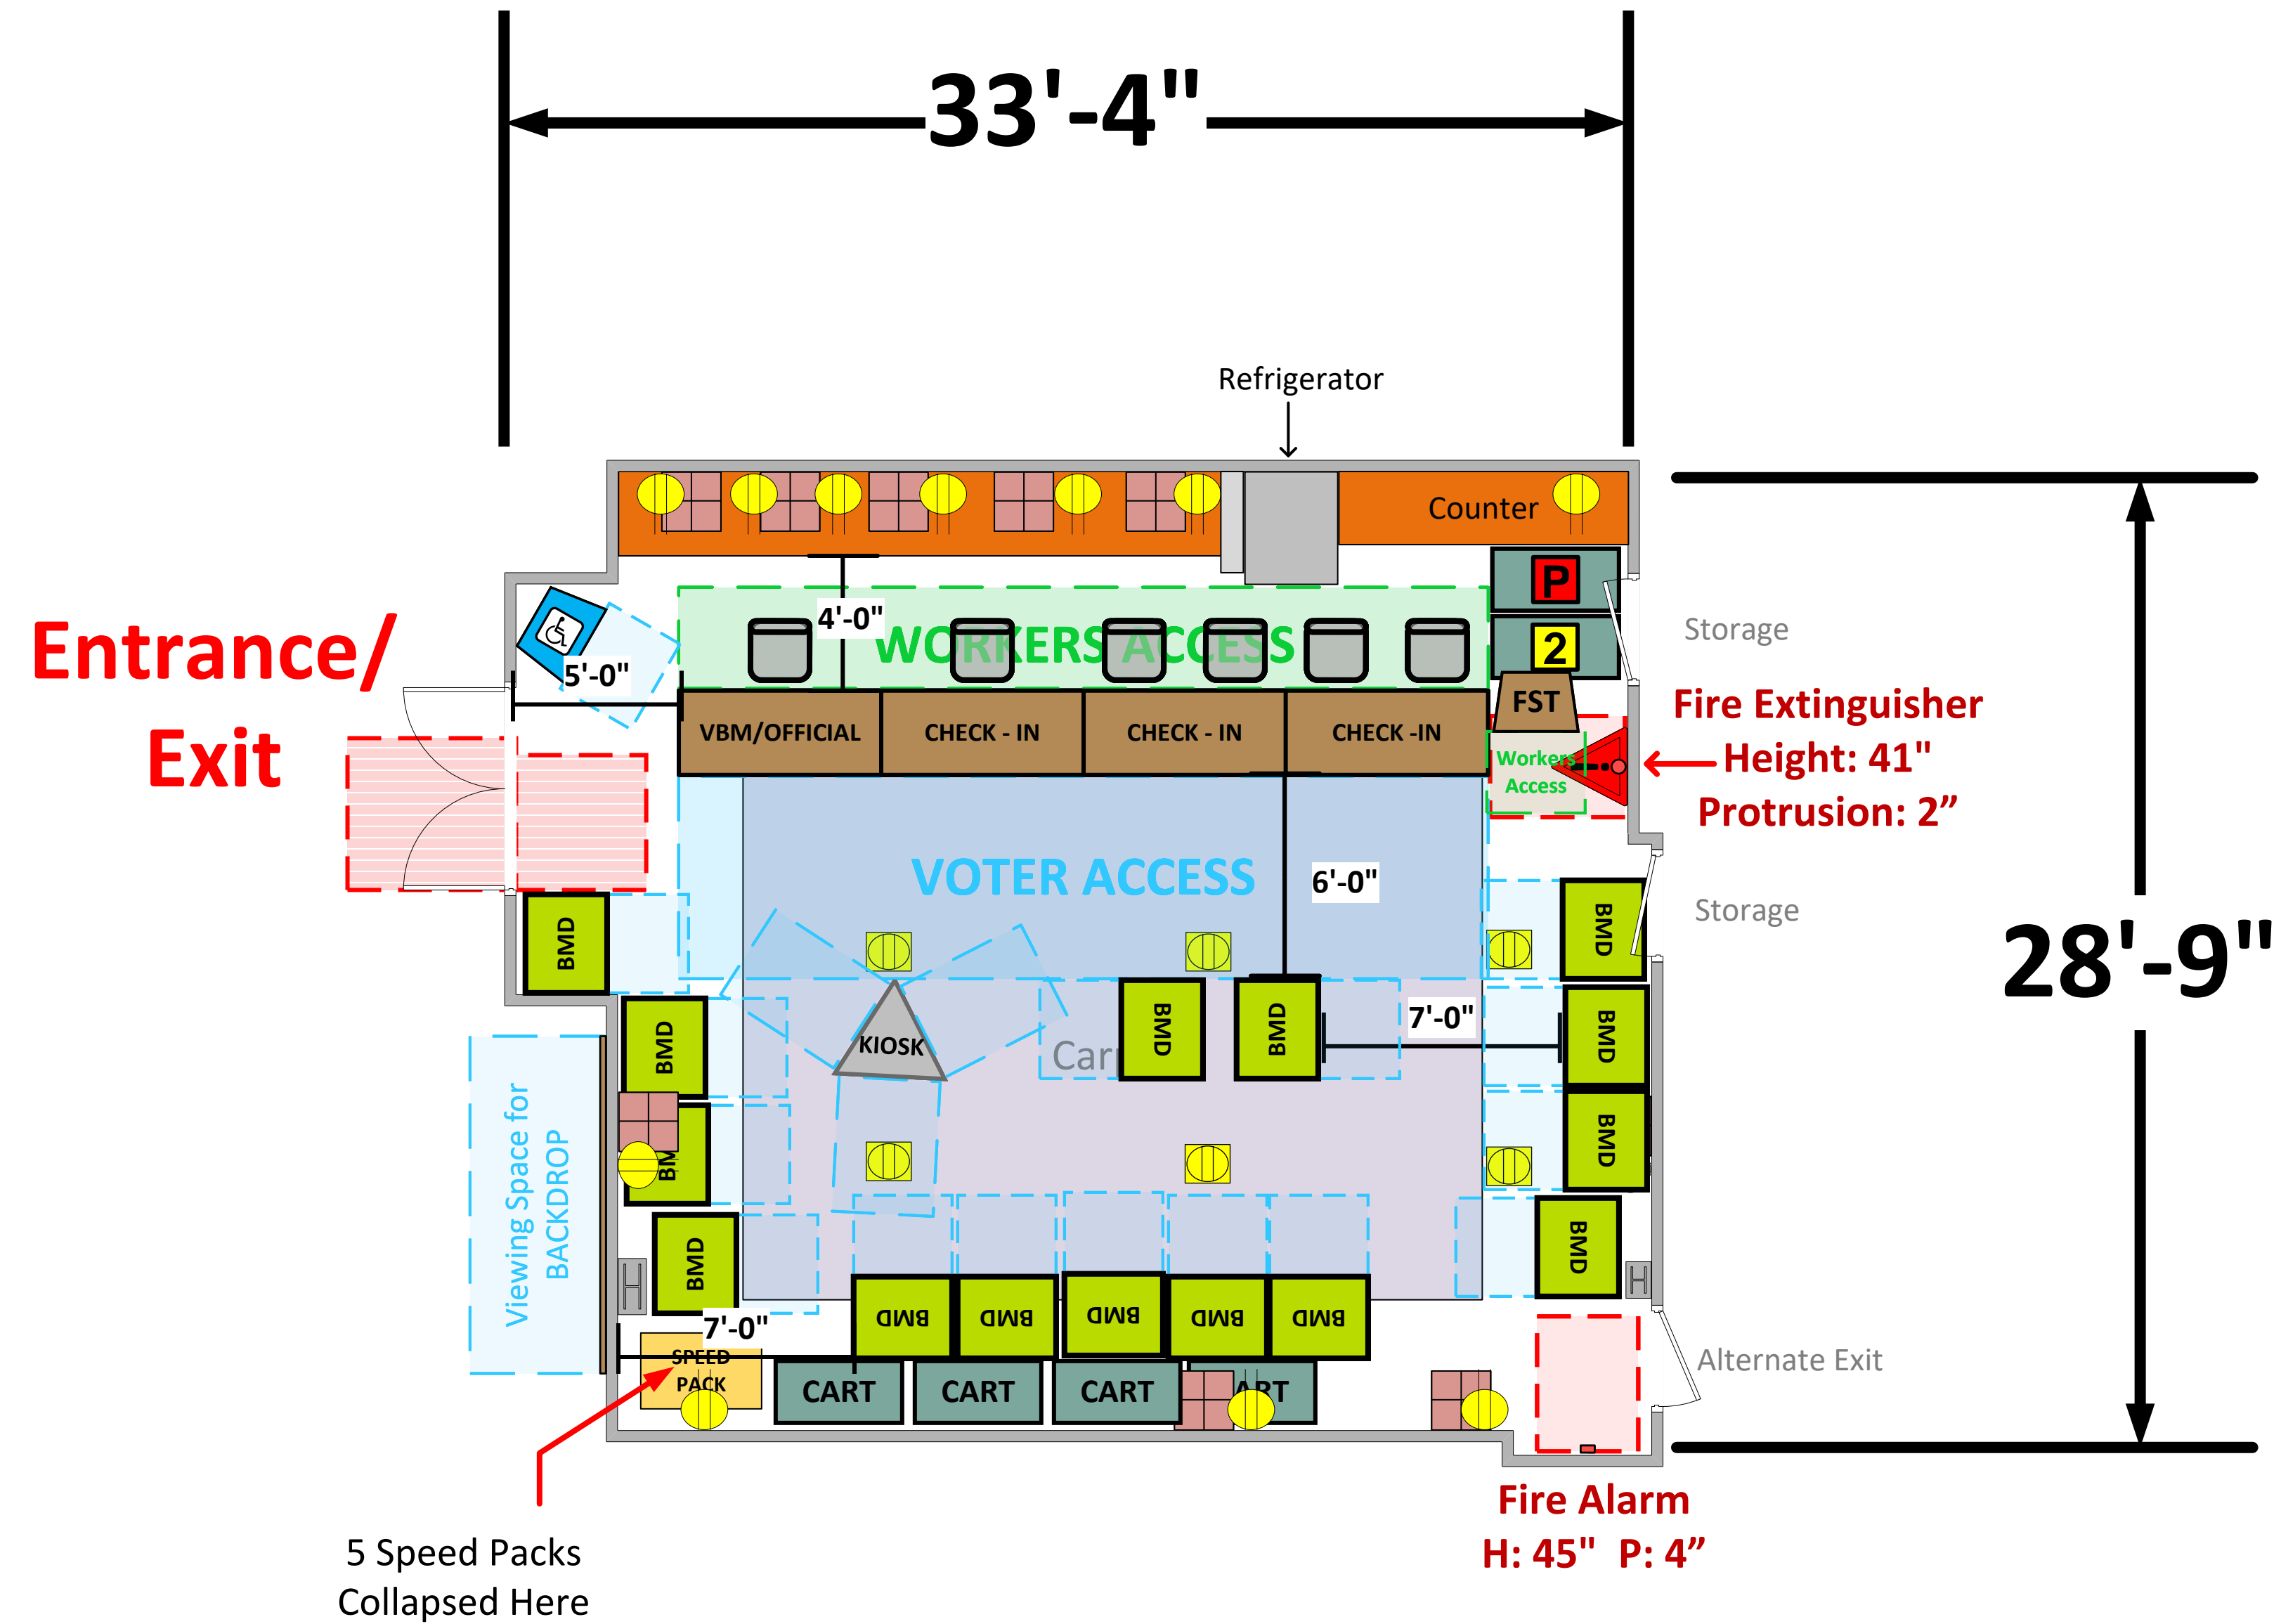 33'-4"
Refrigerator
Counter
P
2
Storage
Entrance/
Exit
4'-0"
WORKERS ACCESS
5'-0"
FST
VBM/OFFICIAL
CHECK - IN
CHECK - IN
CHECK -IN
Workers
Access
Fire Extinguisher
Height: 41"
Protrusion: 2”
VOTER ACCESS
6'-0"
Storage
28'-9"
BMD
BMD
BMD
KIOSK
BMD
BMD
7'-0"
BMD
BMD
Viewing Space for
BACKDROP
BMD
BMD
BMD
BMD
BMD
BMD
BMD
7'-0"
SPEED
PACK
CART
CART
CART
Alternate Exit
Fire Alarm
H: 45" P: 4”
5 Speed Packs
Collapsed Here